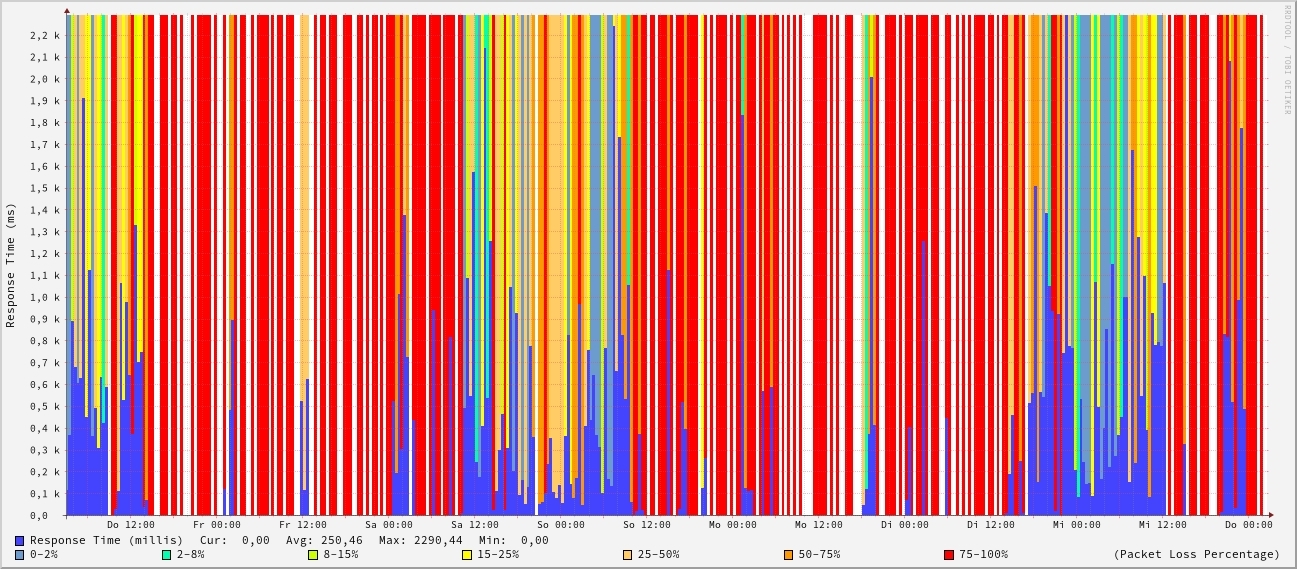 RRDTOOL / TOBI OETIKER
Response Time (ms)
2,2 k
2,1 k
2,0 k
1,9 k
1,8 k
1,7 k
1,6 k
1,5 k
1,4 k
1,3 k
1,2 k
1,1 k
1,0 k
0,9 k
0,8 k
0,7 k
0,6 k
0,5 k
0,4 k
0,3 k
0,2 k
0,1 k
0,0
Do 12:00 Fr 00:00 Fr 12:00 Sa 00:00 Sa 12:00 So 00:00 So 12:00 Mo 00:00 Mo 12:00 Di 00:00 Di 12:00 Mi 00:00 Mi 12:00 Do 00:00
Response Time (millis) Cur: 0,00 Avg: 250,46 Max: 2290,44 Min: 0,00
0-2% 2-8% 8-15% 15-25% 25-50% 50-75% 75-100% (Packet Loss Percentage)